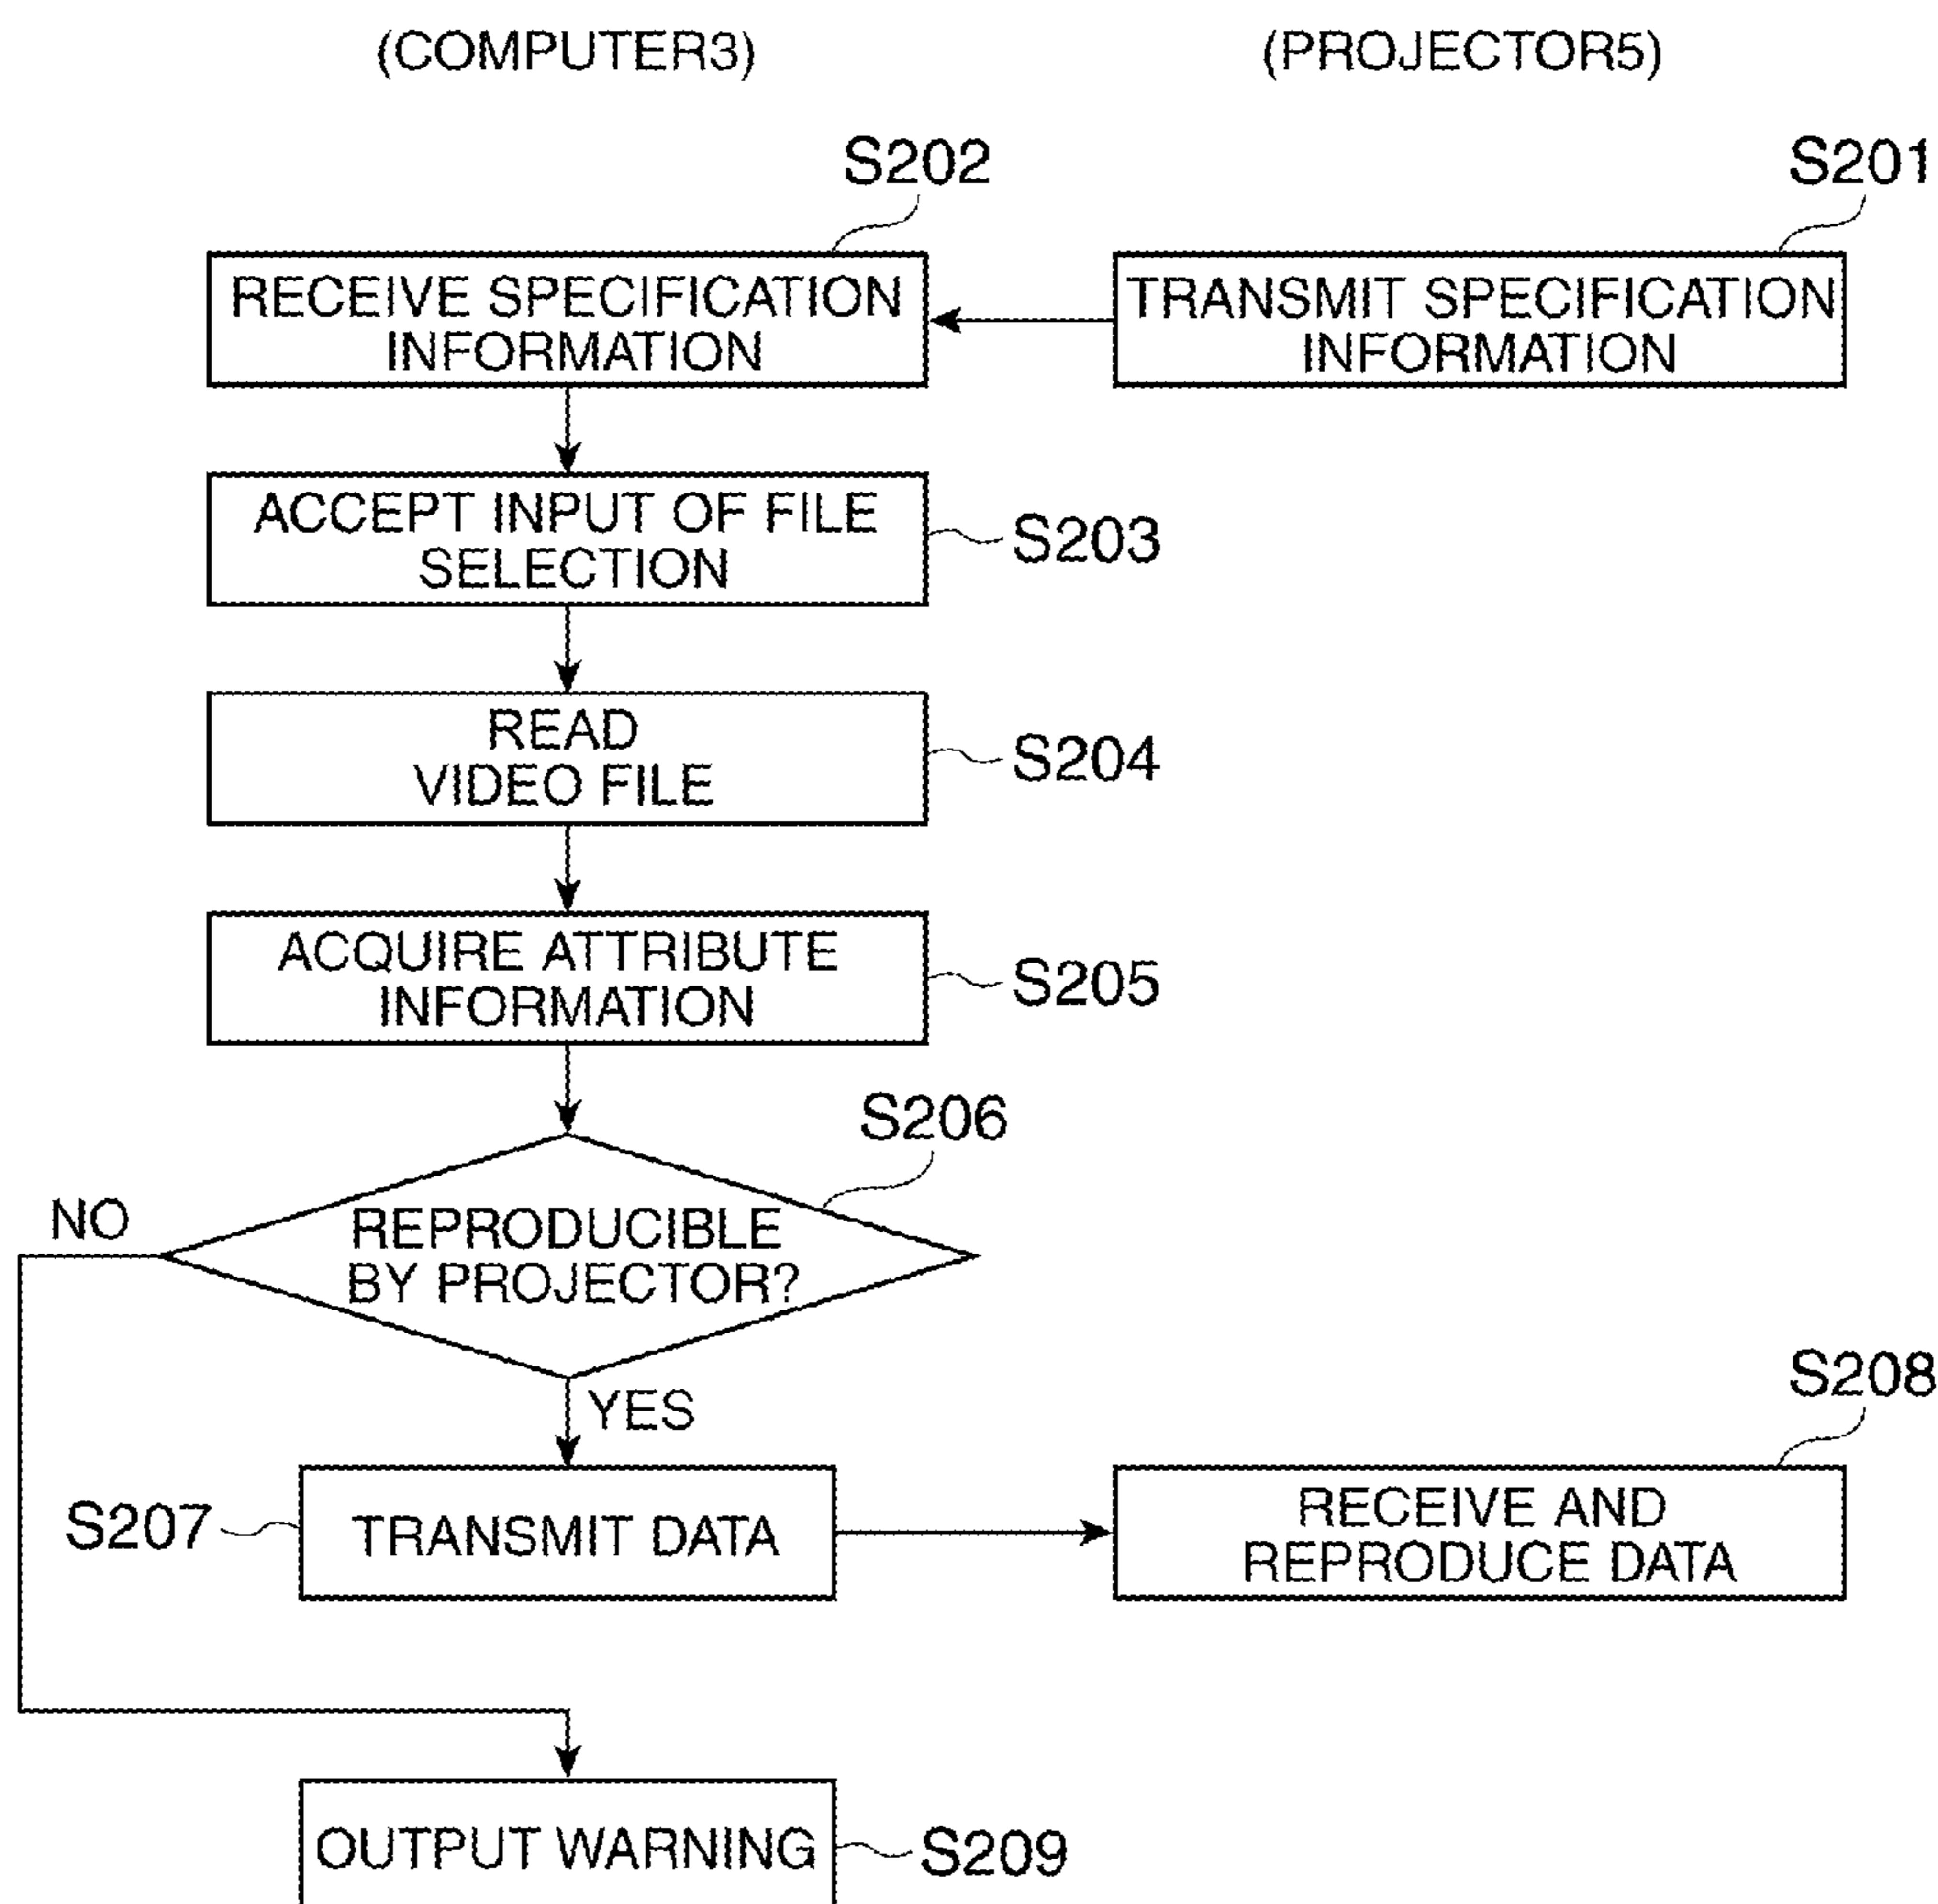 (COMPUTER3)
(PROJECTOR5)
S202
S201
RECEIVE SPECIFICATION
INFORMATION
TRANSMIT SPECIFICATION
INFORMATION
ACCEPT INPUT OF FILE
SELECTION
S203
READ
VIDEO FILE
S204
ACQUIRE ATTRIBUTE
INFORMATION
S205
S206
NO
REPRODUCIBLE
BY PROJECTOR?
YES
S208
S207
TRANSMIT DATA
RECEIVE AND
REPRODUCE DATA
OUTPUT WARNING
S209